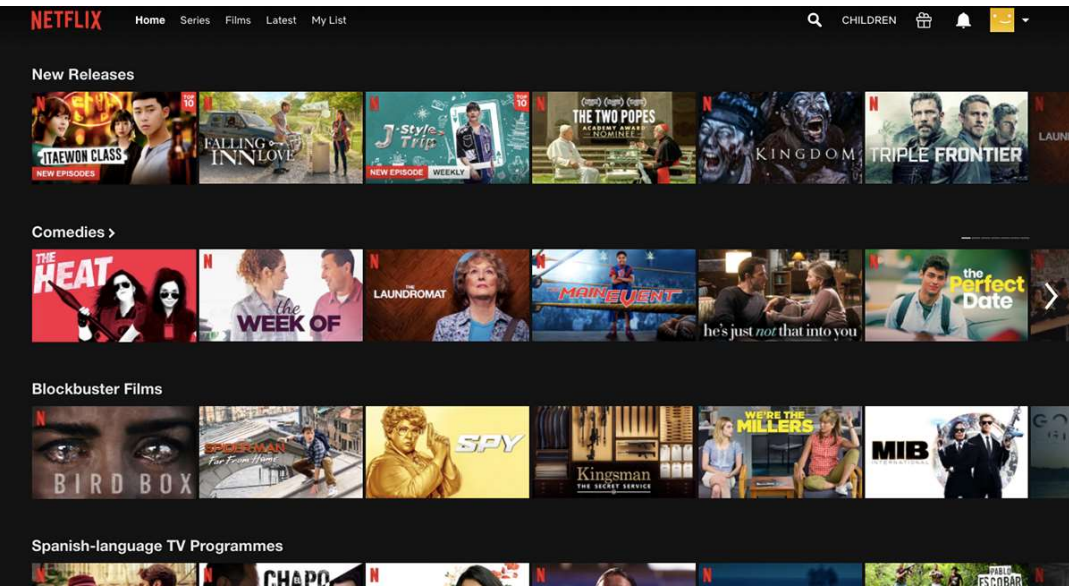 NETFLIX Home Series Films Latest My List CHILDREN
New Releases
N TOP 10
ITAEWON CLASS
NEW EPISODES
N
FALLING
INN LOVE
N TOP 10
J-Style
Trip
NEW EPISODE WEEKLY
N
THE TWO POPES
ACADEMY AWARD
NOMINEE
N
KINGDOM
N
TRIPLE FRONTIER
N
LAUN
Comedies >
THE
HEAT
N
the
WEEK OF
N
THE
LAUNDROMAT
N
THE MAIN EVENT
he's just not that into you
N
the
Perfect
Date
Blockbuster Films
N
BIRD BOX
SPIDER-MAN
Far From Home
SPY
Kingsman
THE SECRET SERVICE
WE'RE THE
MILLERS
MIB
INTERNATIONAL
Spanish-language TV Programmes
N
CHAPO
N
N
N
N
PABLO
ESCOBAR
N